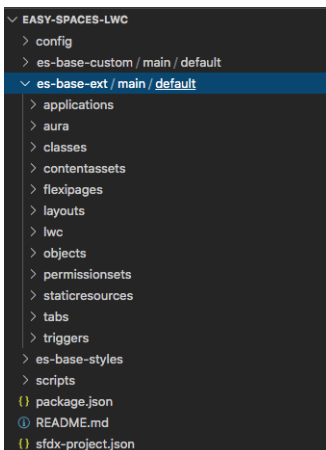 EASY-SPACES-LWC
config
es-base-custom / main / default
es-base-ext / main / default
applications
aura
classes
contentassets
flexipages
layouts
lwc
objects
permissionsets
staticresources
tabs
triggers
es-base-styles
scripts
{} package.json
README.md
{} sfdx-project.json